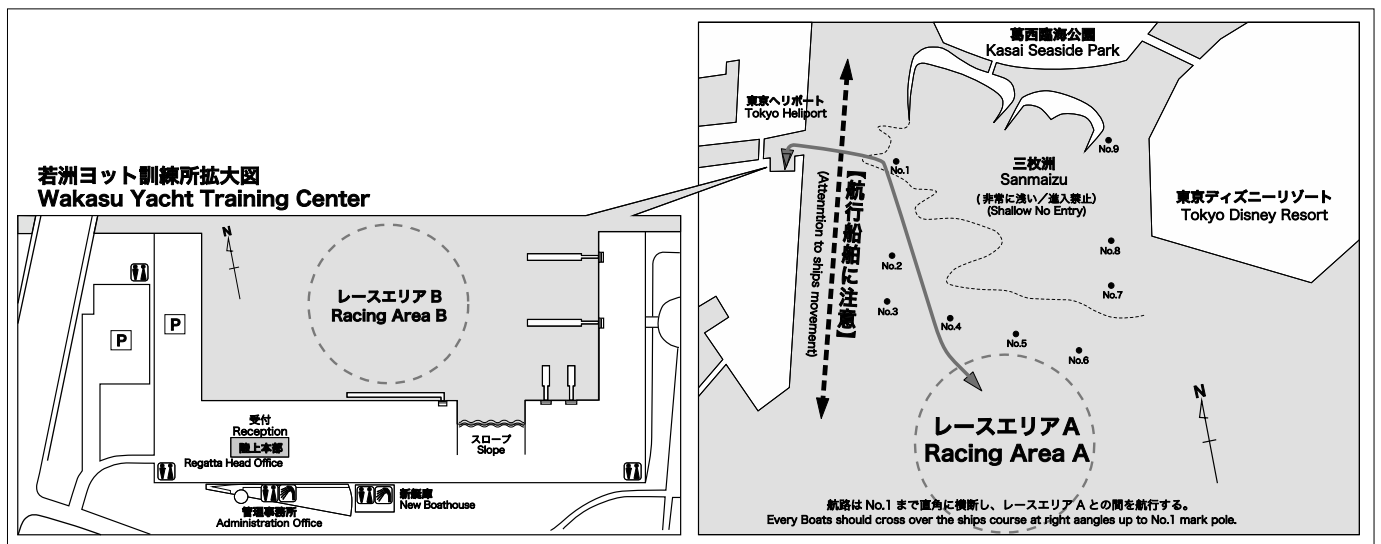 若洲ヨット訓練所拡大図
Wakasu Yacht Training Center
N
レースエリア B
Racing Area B
P
P
受付
Reception
陸上本部
Regatta Head Office
スロープ
Slope
管理事務所
Administration Office
新艇庫
New Boathouse
葛西臨海公園
Kasai Seaside Park
東京ヘリポート
Tokyo Heliport
No.9
No.1
三枚洲
Sanmaizu
(非常に浅い／進入禁止)
(Shallow No Entry)
東京ディズニーリゾート
Tokyo Disney Resort
【航行船舶に注意】
(Attenntion to ships movement)
No.2
No.8
No.7
No.3
No.4
No.5
No.6
N
レースエリア A
Racing Area A
航路は No.1 まで直角に横断し、レースエリア A との間を航行する。
Every Boats should cross over the ships course at right aangles up to No.1 mark pole.